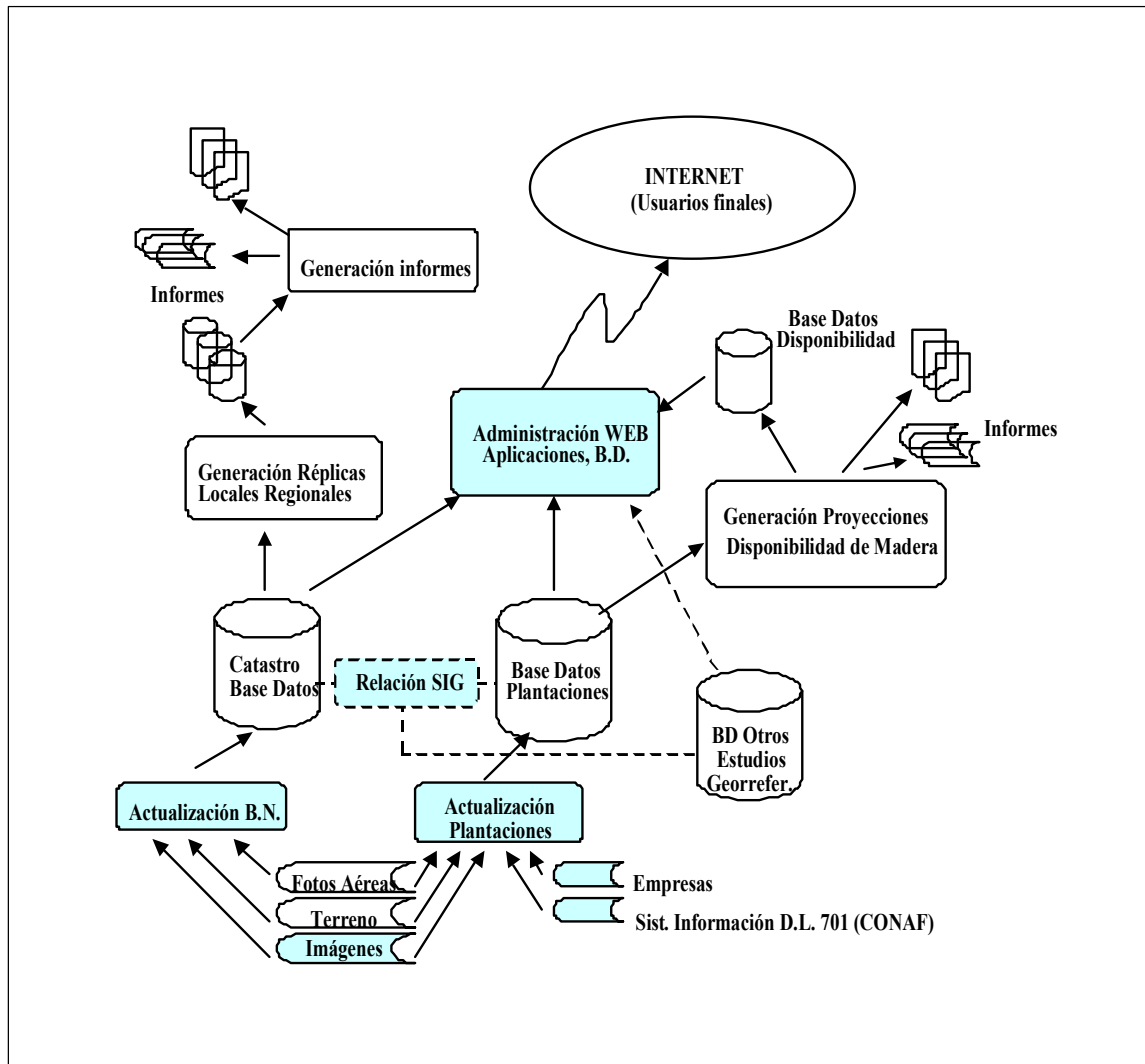 INTERNET
(Usuarios finales)
Generación informes
Informes
Base Datos
Disponibilidad
Administración WEB
Aplicaciones, B.D.
Informes
Generación Réplicas
Locales Regionales
Generación Proyecciones
Disponibilidad de Madera
Catastro
Base Datos
Relación SIG
Base Datos
Plantaciones
BD Otros
Estudios
Georrefer.
Actualización B.N.
Actualización
Plantaciones
Fotos Aéreas
Terreno
Imágenes
Empresas
Sist. Información D.L. 701 (CONAF)